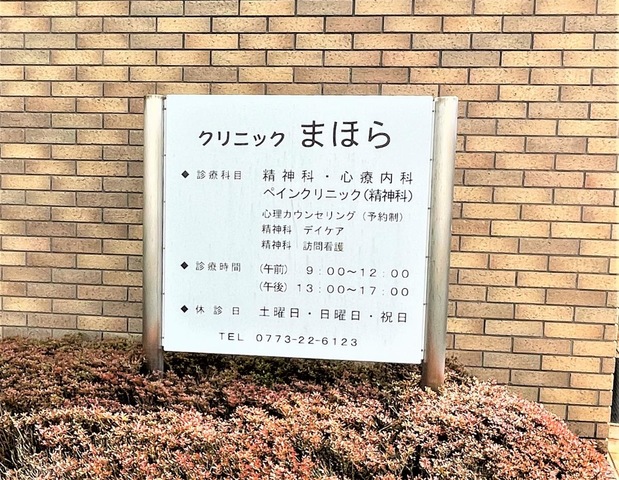 クリニック まほら
◆ 診療科目 精神科・心療内科
ペインクリニック(精神科)
心理カウンセリング (予約制)
精神科 デイケア
精神科 訪問看護
◆ 診療時間 (午前) 9:00～12:00
(午後) 13:00～17:00
◆ 休診日 土曜日・日曜日・祝日
TEL 0773-22-6123